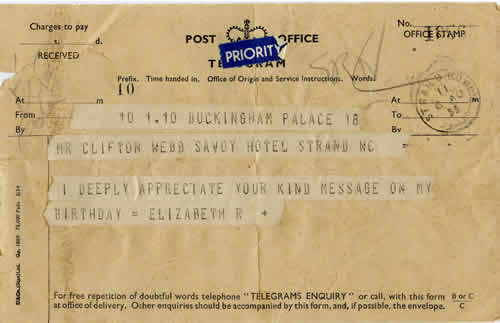 Charges to pay
s. d.
RECEIVED
POST OFFICE
PRIORITY
TELEGRAM
No.
OFFICE STAMP
Prefix. Time handed in. Office of Origin and Service Instructions. Words.
10
At m
From
By
At m
To
By
10 1.10 BUCKINGHAM PALACE 18
MR CLIFTON WEBB SAVOY HOTEL STRAND WC =
I DEEPLY APPRECIATE YOUR KIND MESSAGE ON MY
BIRTHDAY = ELIZABETH R +
For free repetition of doubtful words telephone "TELEGRAMS ENQUIRY" or call, with this form
at office of delivery. Other enquiries should be accompanied by this form, and, if possible, the envelope.
B or C
C